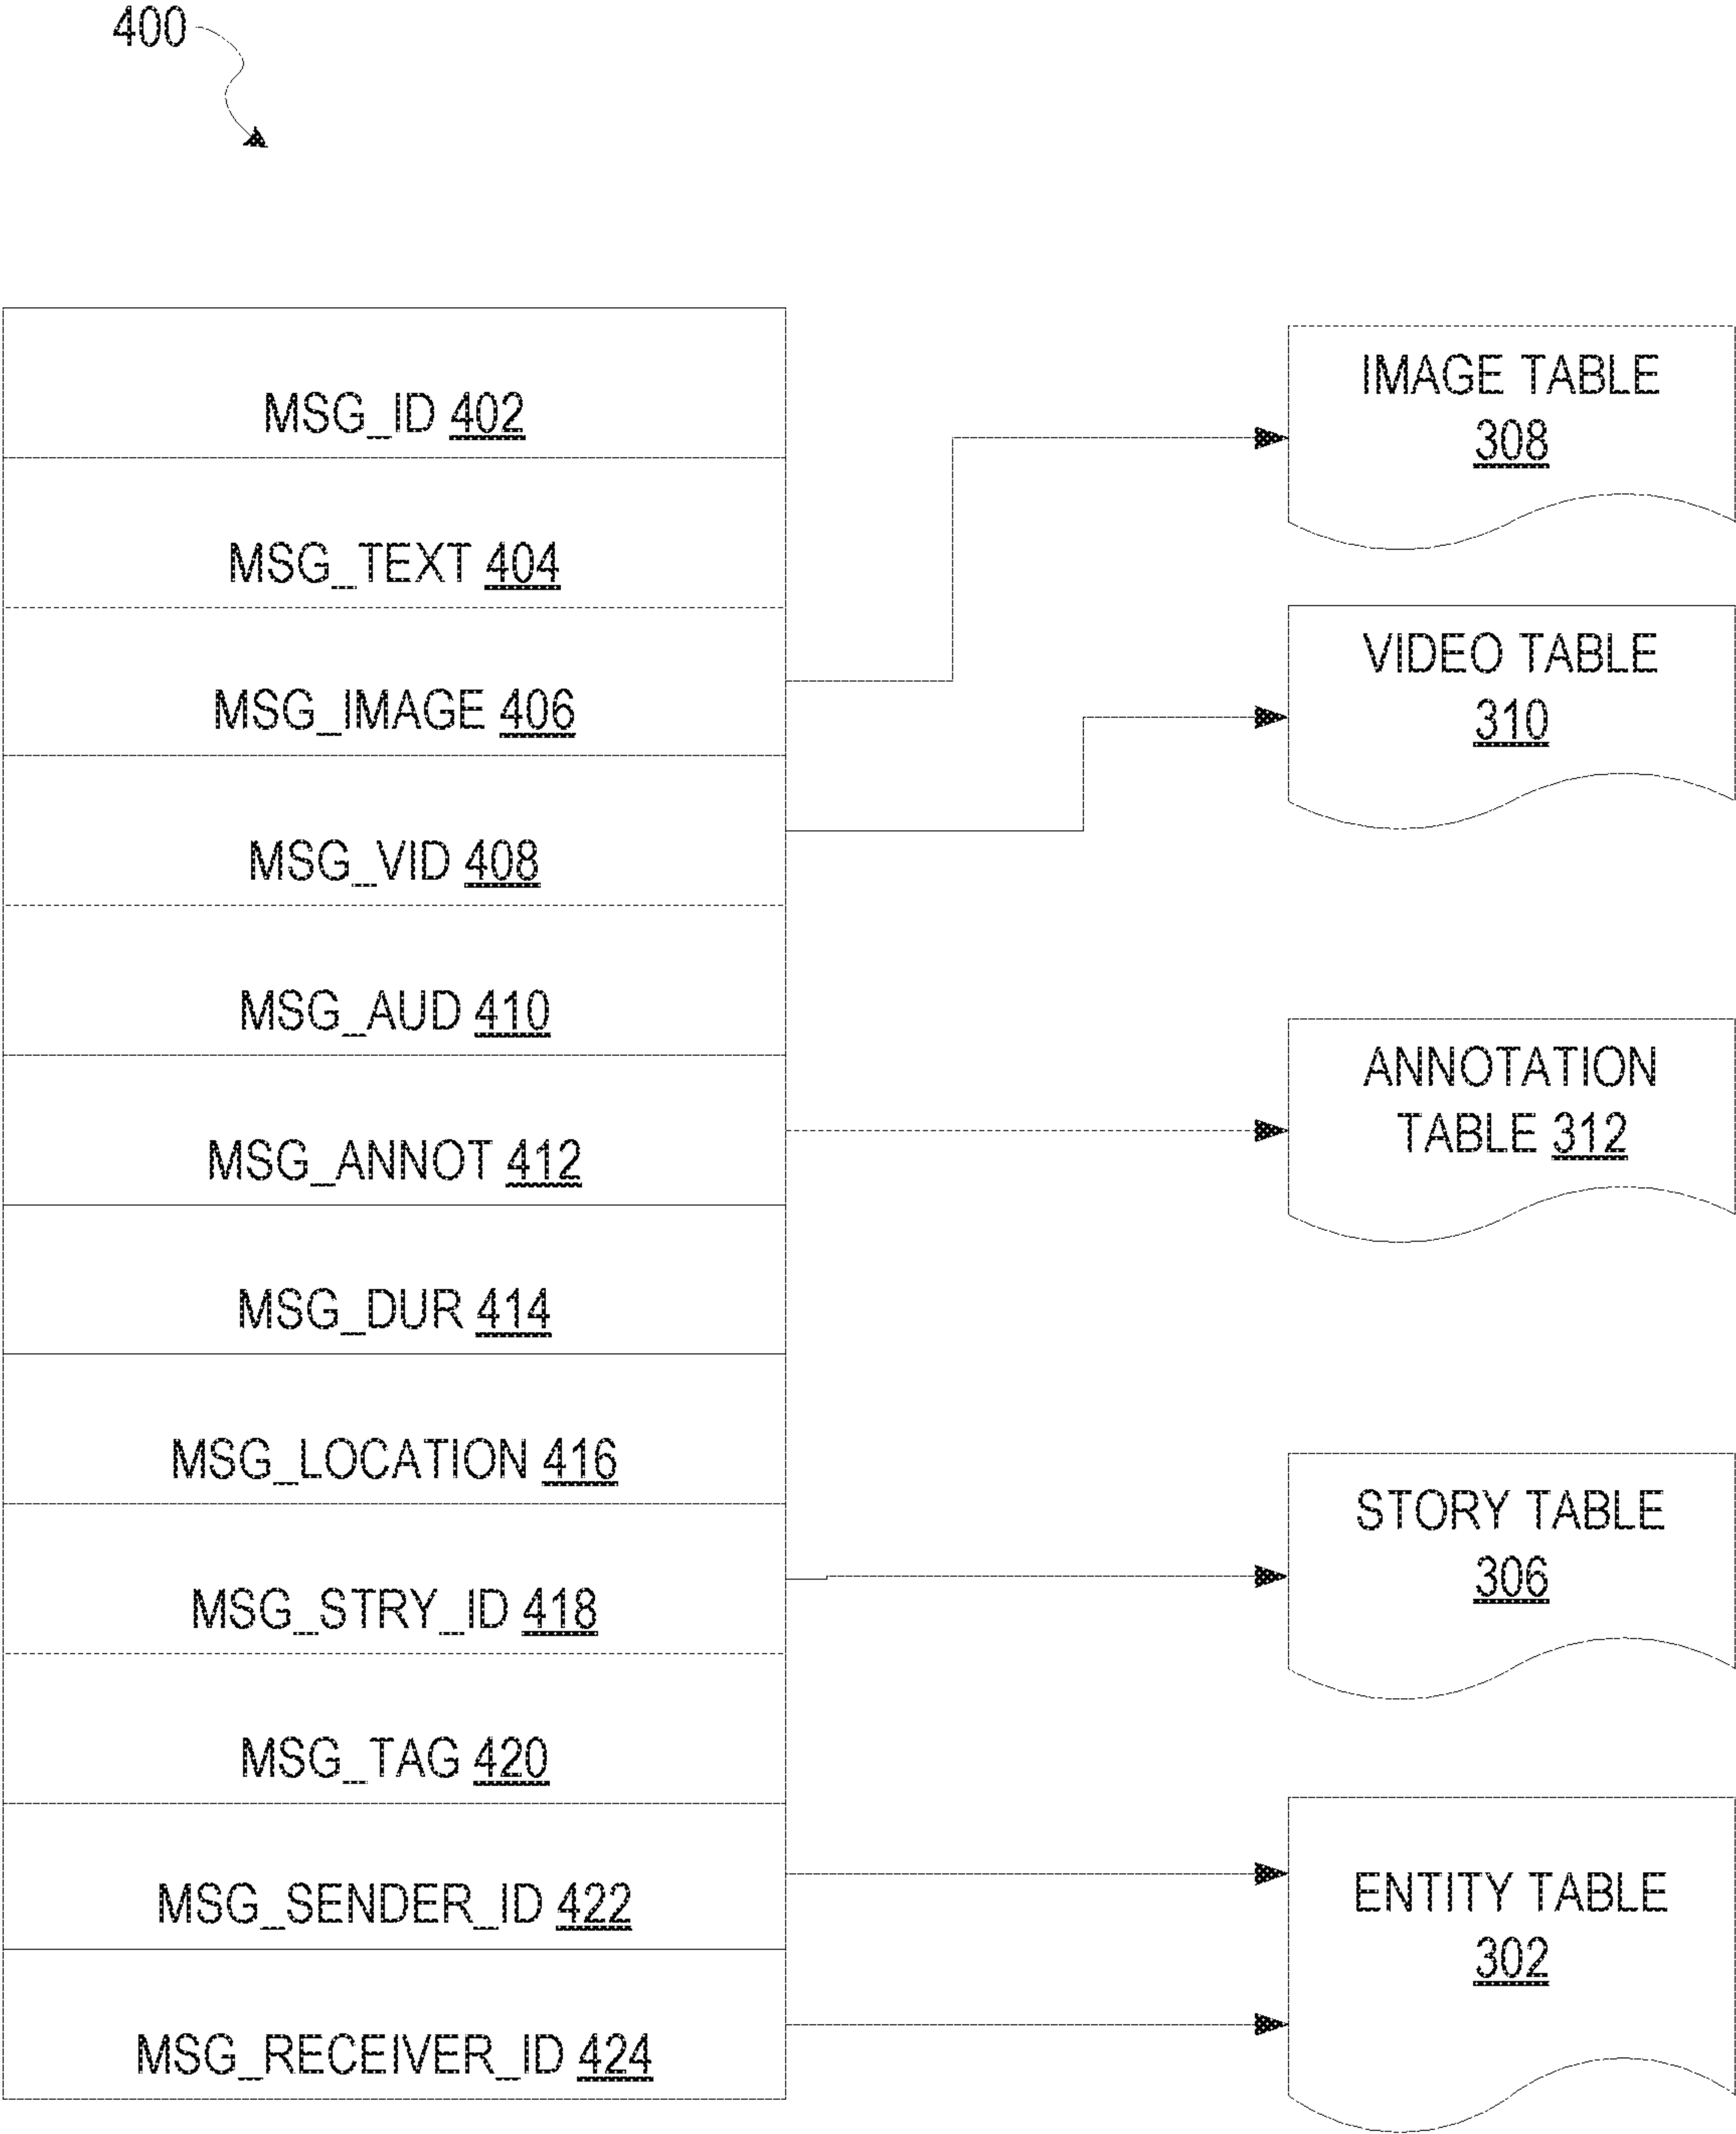 400
MSG_ID 402
MSG_TEXT 404
MSG_IMAGE 406
MSG_VID 408
MSG_AUD 410
MSG_ANNOT 412
MSG_DUR 414
MSG_LOCATION 416
MSG_STRY_ID 418
MSG_TAG 420
MSG_SENDER_ID 422
MSG_RECEIVER_ID 424
IMAGE TABLE
308
VIDEO TABLE
310
ANNOTATION
TABLE 312
STORY TABLE
306
ENTITY TABLE
302